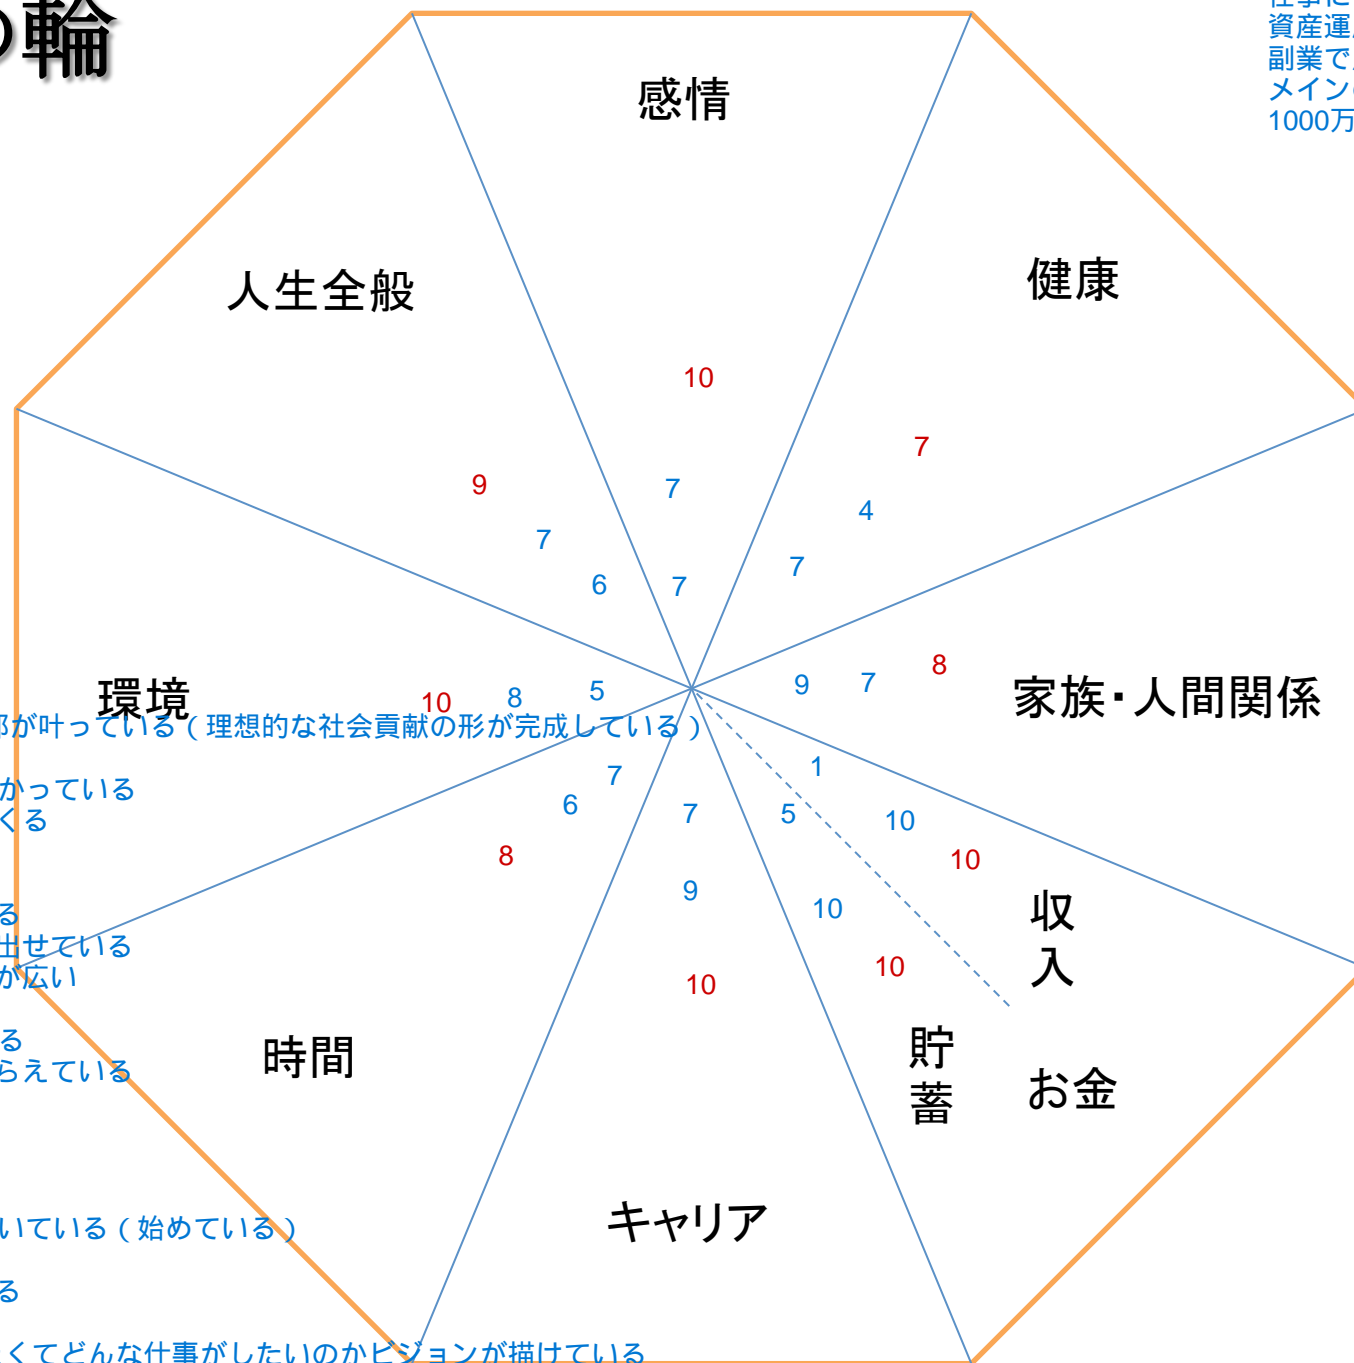 の輪
仕事に
資産運
副業で
メイン
1000万
感情
人生全般
健康
10
7
9
7
4
7
7
6
7
環境
10
8
5
9
7
8
家族・人間関係
が叶っている（理想的な社会貢献の形が完成している）
かっている
くる
7
6
8
7
9
10
1
5
10
10
10
10
収入
貯蓄
お金
る
出せている
が広い
る
らえている
時間
キャリア
いている（始めている）
る
くてどんな仕事がしたいのかビジョンが描けている